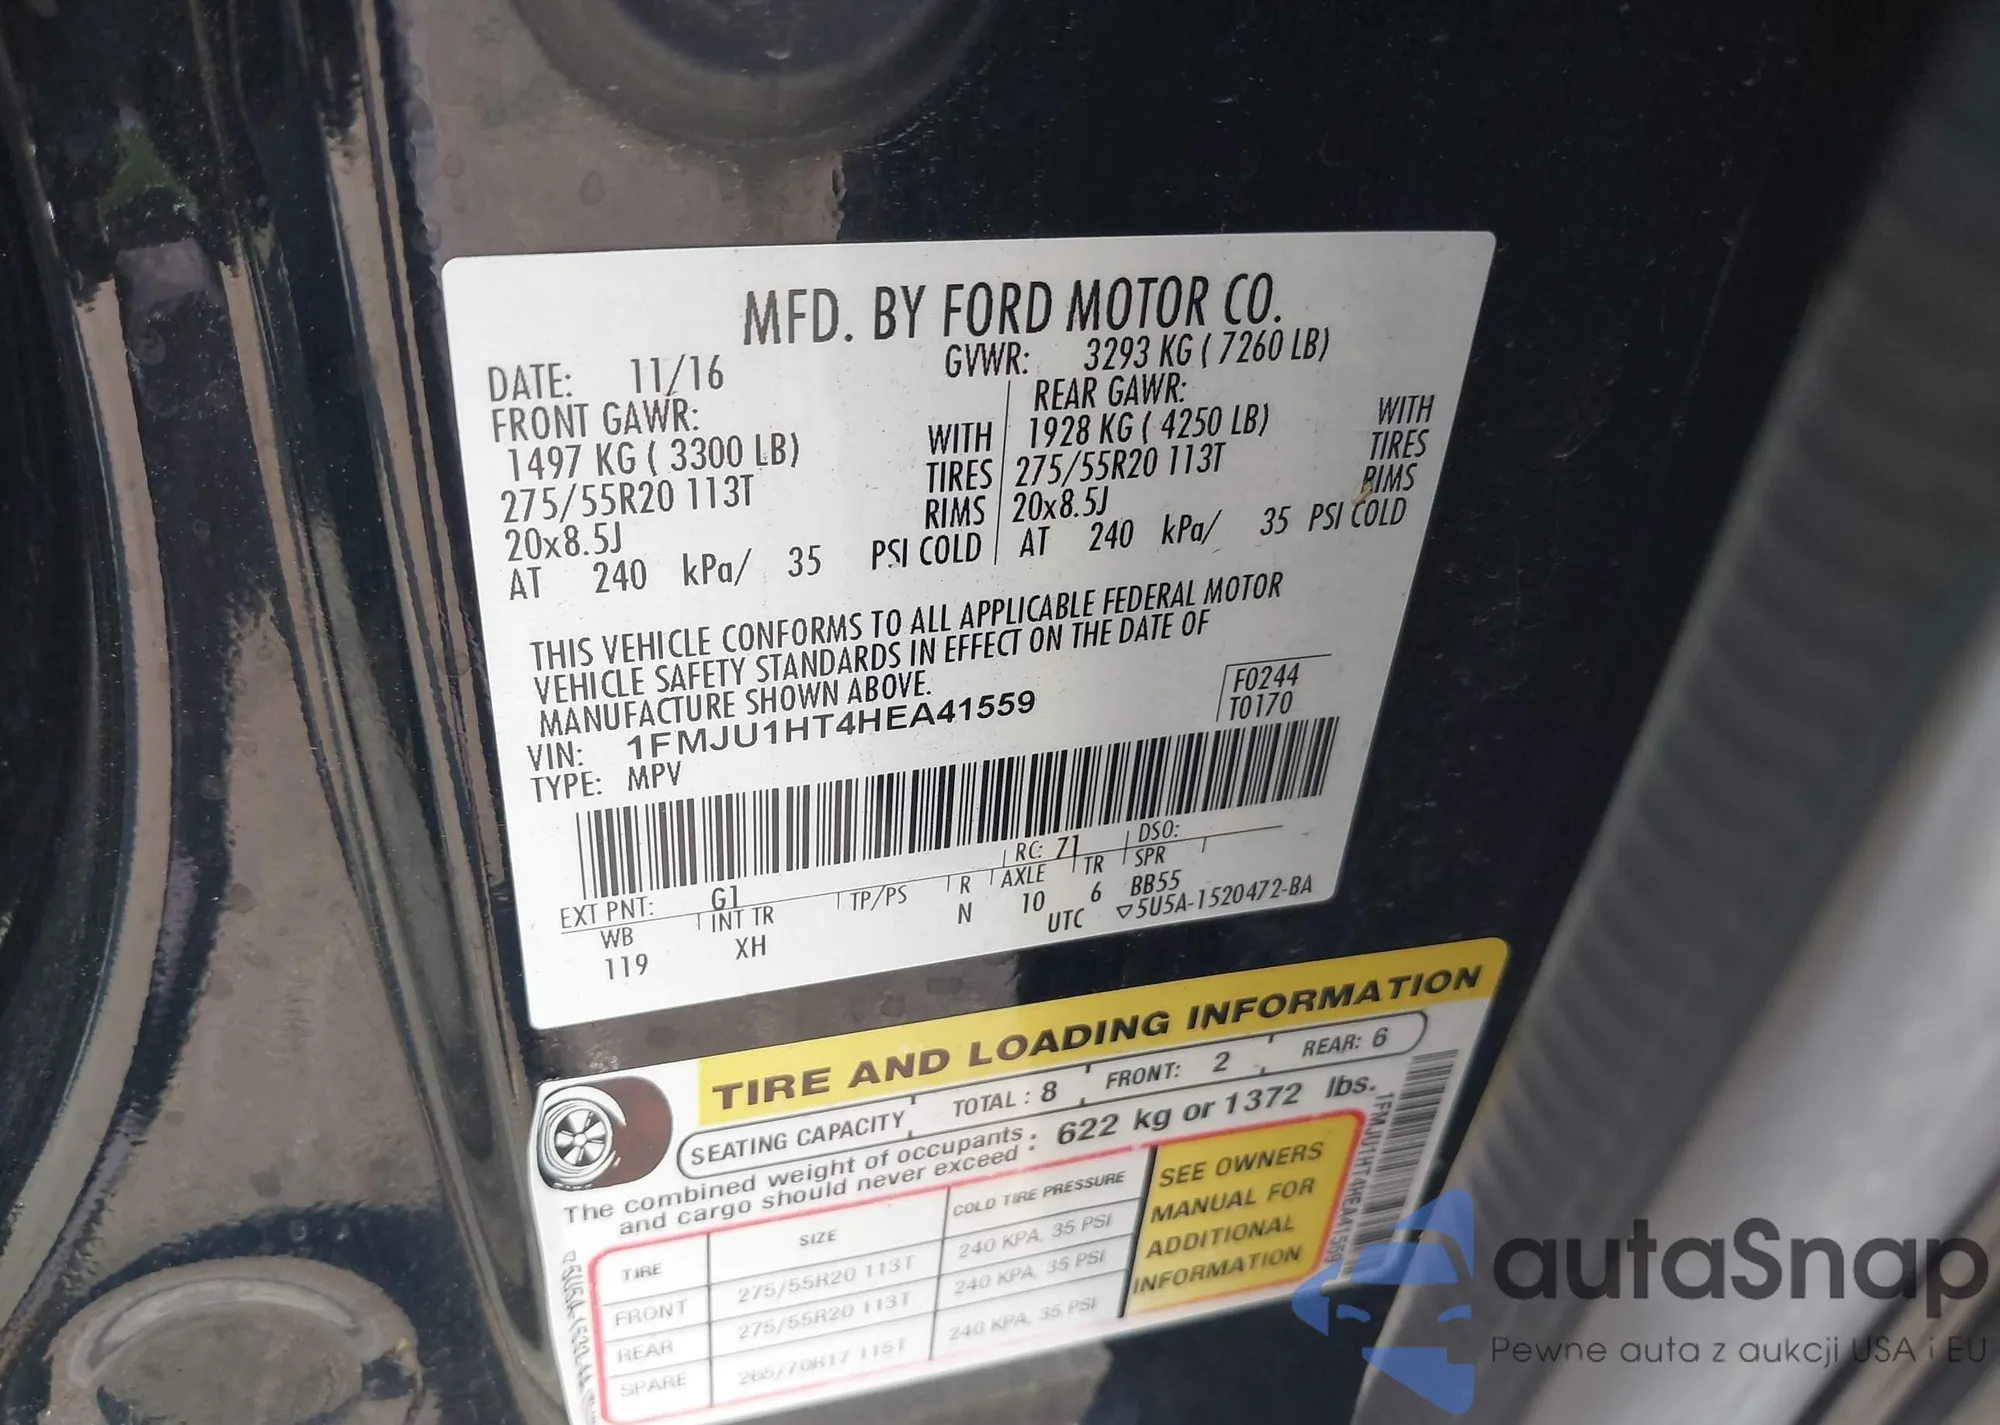 MFD. BY FORD MOTOR CO.
DATE: 11/16 GVWR: 3293 KG ( 7260 LB)
FRONT GAWR: REAR GAWR:
1497 KG ( 3300 LB) WITH 1928 KG ( 4250 LB) WITH
275/55R20 113T TIRES 275/55R20 113T TIRES
20x8.5J RIMS 20x8.5J RIMS
AT 240 kPa/ 35 PSI COLD AT 240 kPa/ 35 PSI COLD
THIS VEHICLE CONFORMS TO ALL APPLICABLE FEDERAL MOTOR
VEHICLE SAFETY STANDARDS IN EFFECT ON THE DATE OF
MANUFACTURE SHOWN ABOVE.
F0244
T0170
VIN: 1FMJU1HT4HEA41559
TYPE: MPV
EXT PNT: G1 RC: 71 DSO:
WB INT TR TP/PS R AXLE TR SPR
119 XH N 10 6 BB55
UTC ▽5U5A-1520472-BA
TIRE AND LOADING INFORMATION
SEATING CAPACITY TOTAL : 8 FRONT: 2 REAR: 6
The combined weight of occupants : 622 kg or 1372 lbs.
and cargo should never exceed :
TIRE SIZE COLD TIRE PRESSURE
FRONT 275/55R20 113T 240 KPA, 35 PSI
REAR 275/55R20 113T 240 KPA, 35 PSI
SPARE 265/70R17 115T 240 KPA, 35 PSI
SEE OWNERS
MANUAL FOR
ADDITIONAL
INFORMATION
1FMJU1HT4HEA41559
autaSnap
Pewne auta z aukcji USA i EU